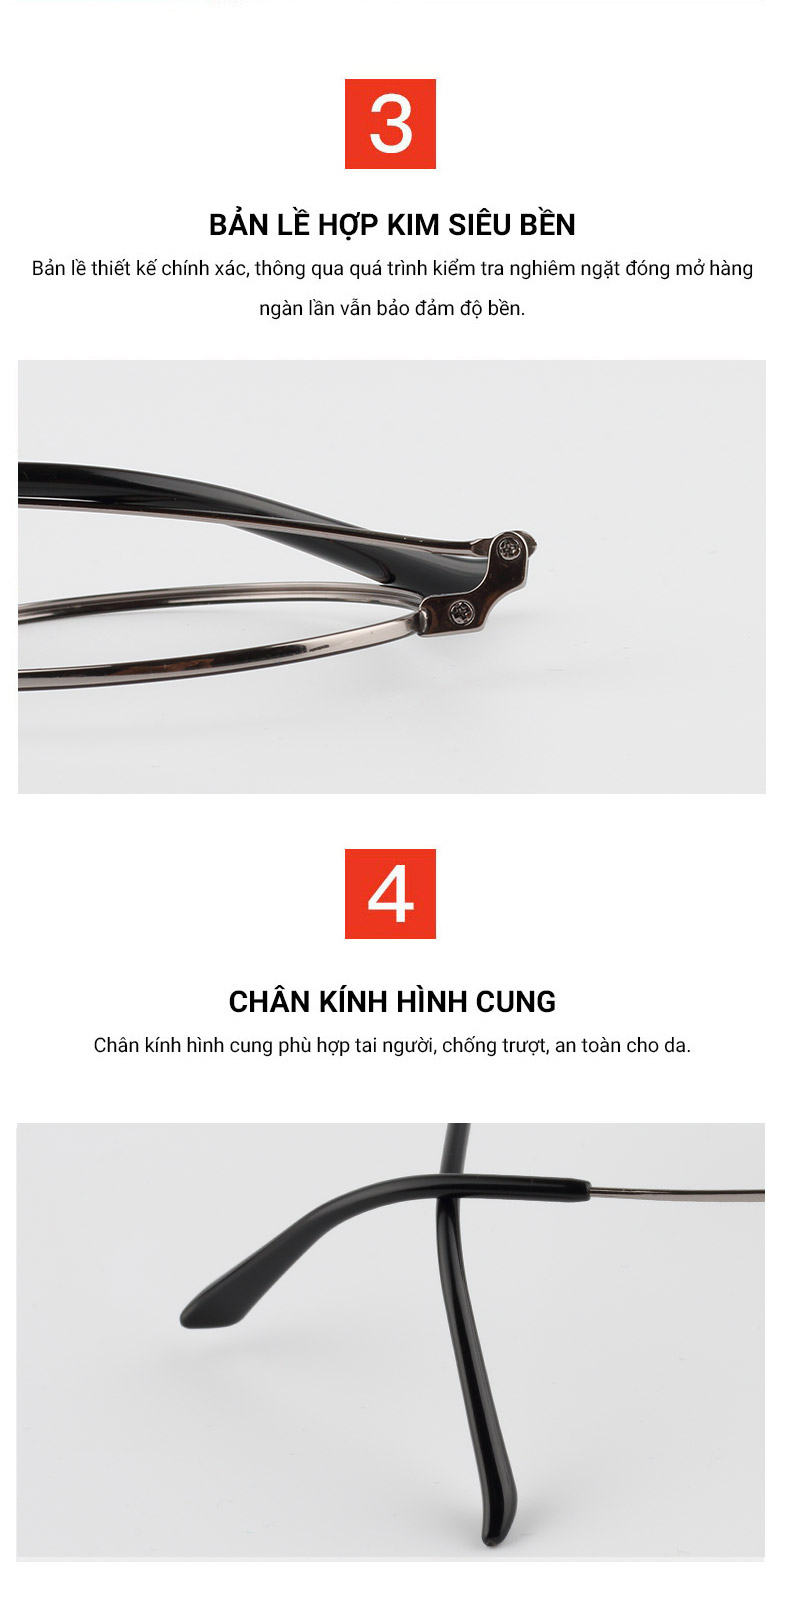 3
BẢN LỀ HỢP KIM SIÊU BỀN
Bản lề thiết kế chính xác, thông qua quá trình kiểm tra nghiêm ngặt đóng mở hàng
ngàn lần vẫn bảo đảm độ bền.
4
CHÂN KÍNH HÌNH CUNG
Chân kính hình cung phù hợp tai người, chống trượt, an toàn cho da.